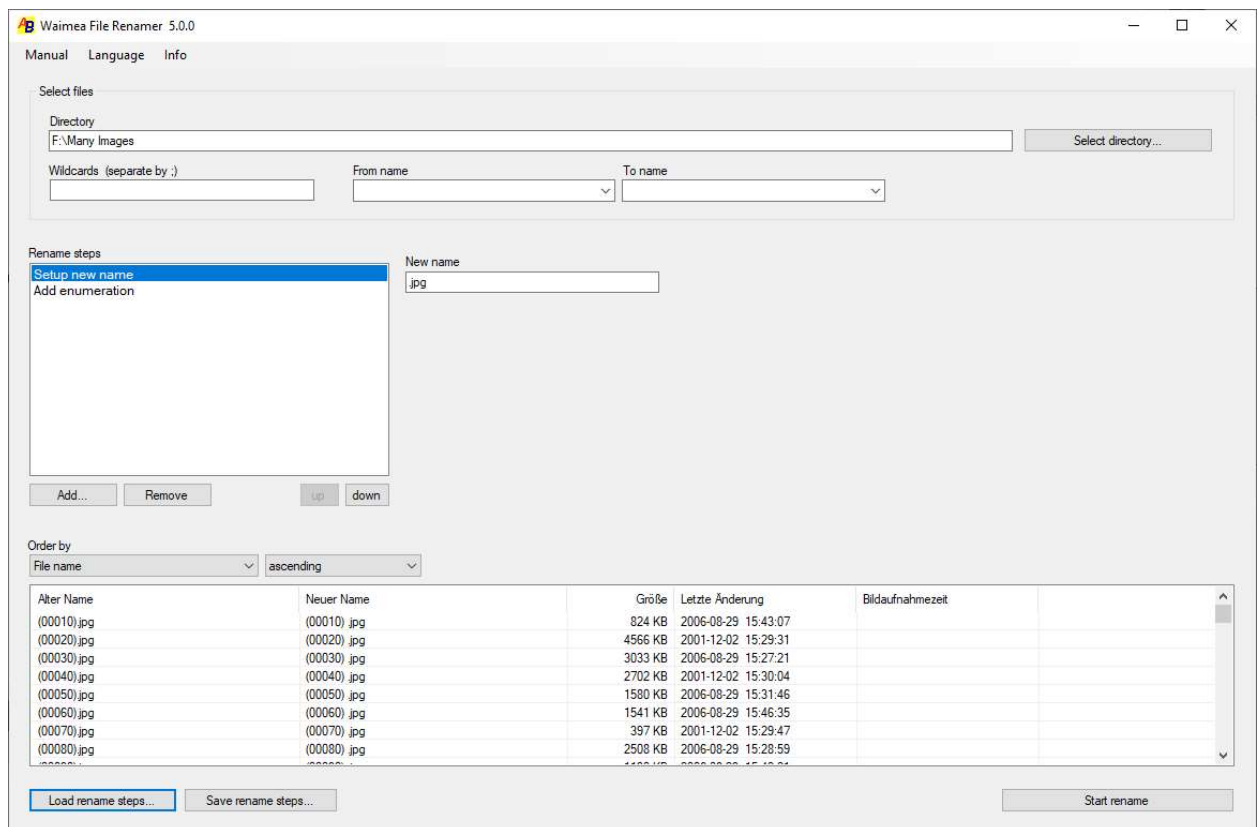 AB Waimea File Renamer 5.0.0
Manual Language Info
Select files
Directory
F:\Many Images
Select directory...
Wildcards (separate by ;) From name To name
Rename steps
New name
Setup new name
.jpg
Add enumeration
Add... Remove up down
Order by
File name ascending
Alter Name Neuer Name Größe Letzte Änderung Bildaufnahmezeit
(00010).jpg (00010) .jpg 824 KB 2006-08-29 15:43:07
(00020).jpg (00020) .jpg 4566 KB 2001-12-02 15:29:31
(00030).jpg (00030) .jpg 3033 KB 2006-08-29 15:27:21
(00040).jpg (00040) .jpg 2702 KB 2001-12-02 15:30:04
(00050).jpg (00050) .jpg 1580 KB 2006-08-29 15:31:46
(00060).jpg (00060) .jpg 1541 KB 2006-08-29 15:46:35
(00070).jpg (00070) .jpg 397 KB 2001-12-02 15:29:47
(00080).jpg (00080) .jpg 2508 KB 2006-08-29 15:28:59
Load rename steps... Save rename steps... Start rename